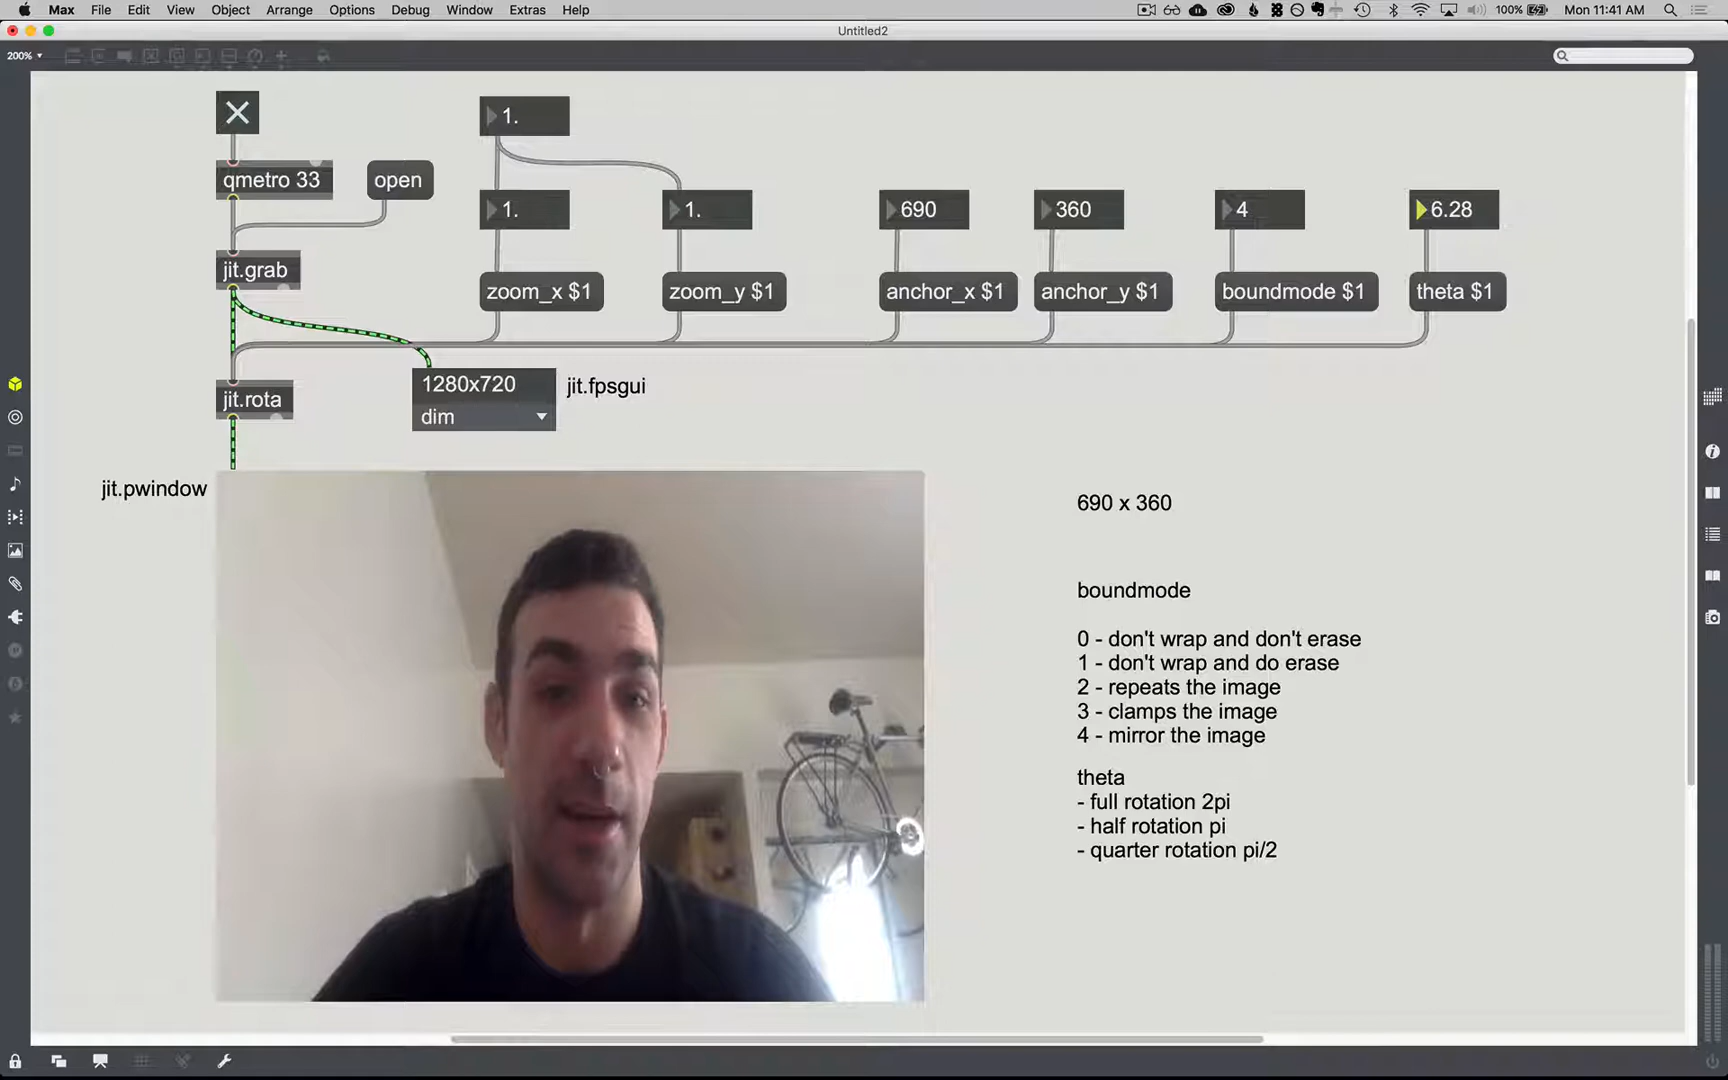 Max File Edit View Object Arrange Options Debug Window Extras Help 100% Mon 11:41 AM
Untitled2
200%
1.
qmetro 33 open 1. 1. 690 360 4 6.28
jit.grab zoom_x $1 zoom_y $1 anchor_x $1 anchor_y $1 boundmode $1 theta $1
jit.rota 1280x720 jit.fpsgui
dim
jit.pwindow
690 x 360
boundmode
0 - don't wrap and don't erase
1 - don't wrap and do erase
2 - repeats the image
3 - clamps the image
4 - mirror the image
theta
- full rotation 2pi
- half rotation pi
- quarter rotation pi/2